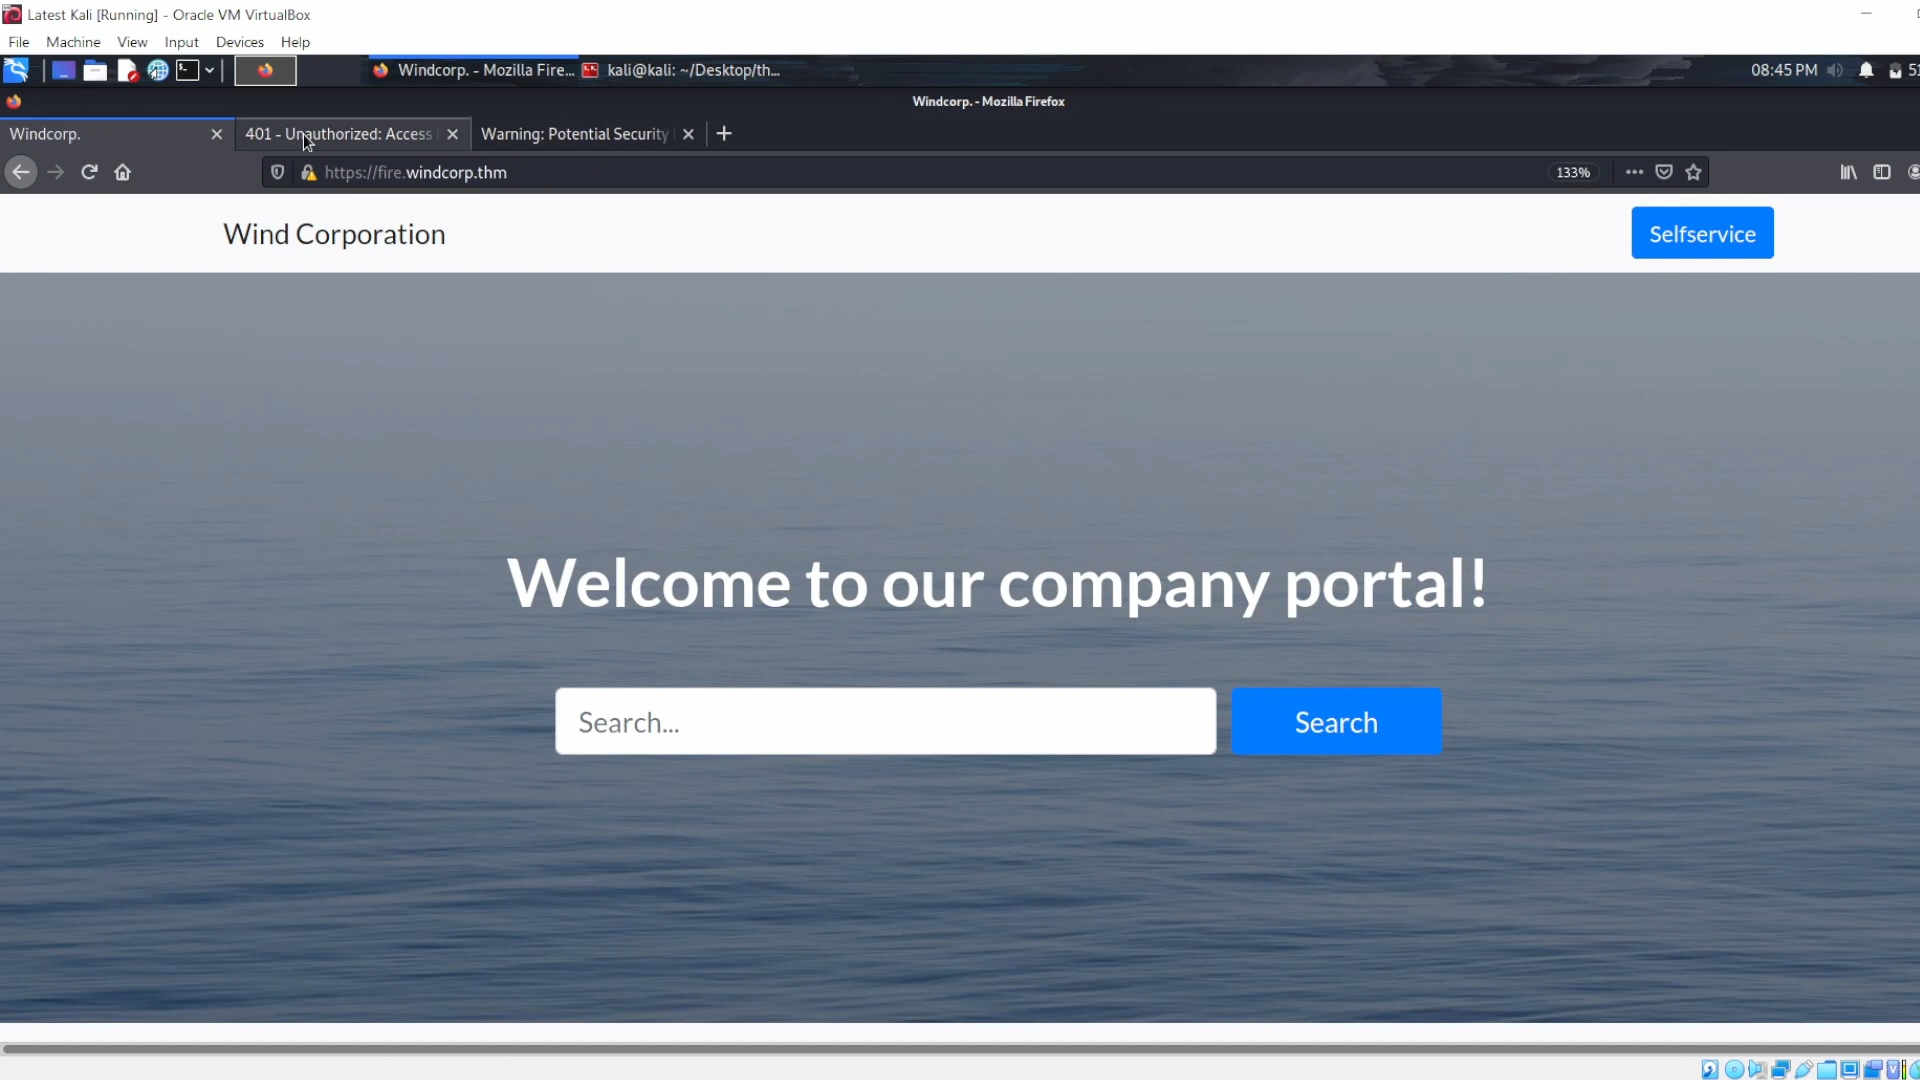 Latest Kali [Running] - Oracle VM VirtualBox
File Machine View Input Devices Help
Windcorp. - Mozilla Fire... kali@kali: ~/Desktop/th... 08:45 PM 51
Windcorp. - Mozilla Firefox
Windcorp. 401 - Unauthorized: Access Warning: Potential Security
https://fire.windcorp.thm 133%
Wind Corporation Selfservice
Welcome to our company portal!
Search... Search